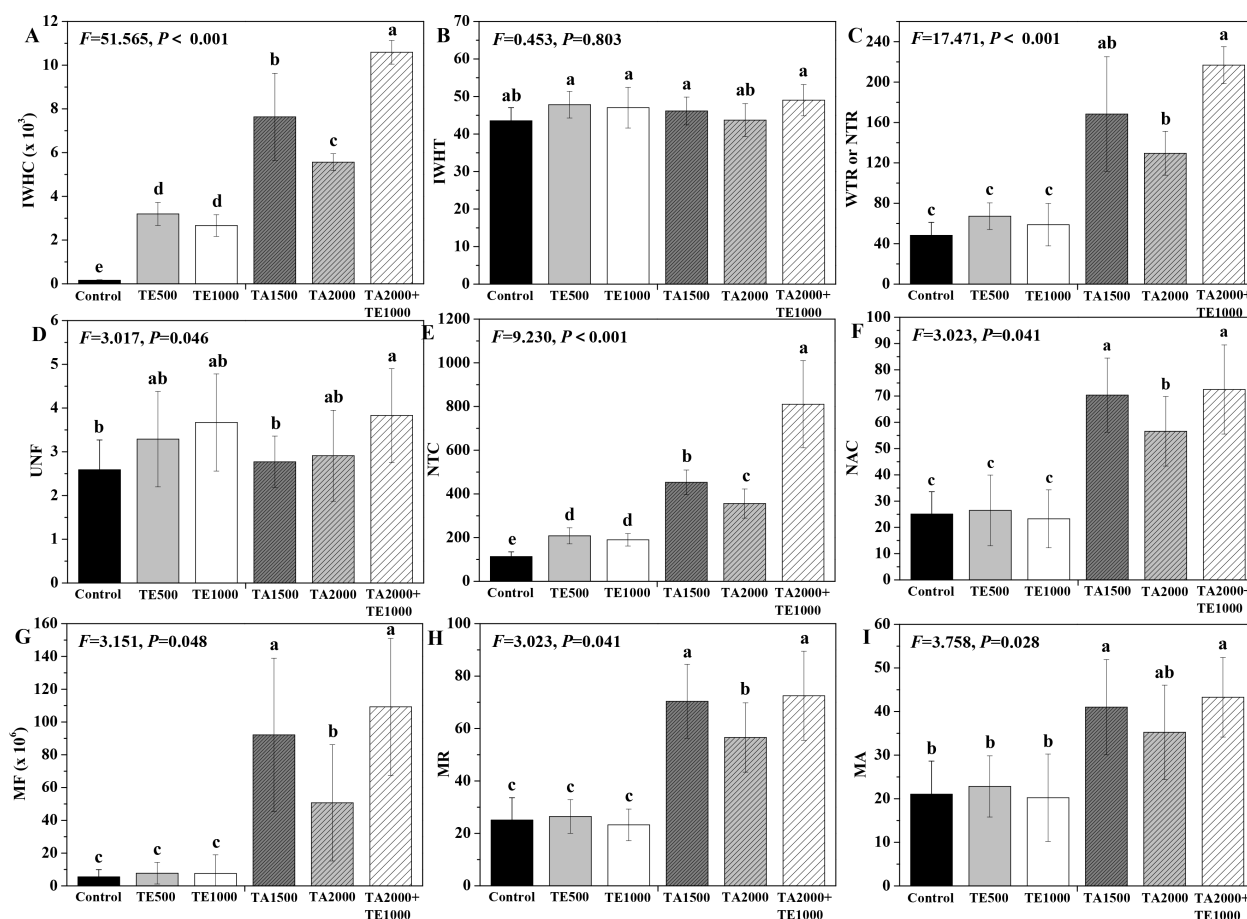 A
F=51.565, P< 0.001
IWHC (x 10³)
12
10
8
6
4
2
0
e
d
d
b
c
a
Control TE500 TE1000 TA1500 TA2000 TA2000+
TE1000
B
F=0.453, P=0.803
IWHT
70
60
50
40
30
20
10
0
ab
a
a
a
ab
a
Control TE500 TE1000 TA1500 TA2000 TA2000+
TE1000
C
F=17.471, P< 0.001
WTR or NTR
240
200
160
120
80
40
0
c
c
c
ab
b
a
Control TE500 TE1000 TA1500 TA2000 TA2000+
TE1000
D
F=3.017, P=0.046
UNF
6
5
4
3
2
1
0
b
ab
ab
b
ab
a
Control TE500 TE1000 TA1500 TA2000 TA2000+
TE1000
E
F=9.230, P<0.001
NTC
1200
1000
800
600
400
200
0
e
d
d
b
c
a
Control TE500 TE1000 TA1500 TA2000 TA2000+
TE1000
F
F=3.023, P=0.041
NAC
100
90
80
70
60
50
40
30
20
10
0
c
c
c
a
b
a
Control TE500 TE1000 TA1500 TA2000 TA2000+
TE1000
G
F=3.151, P=0.048
MF (x 10⁶)
160
140
120
100
80
60
40
20
0
c
c
c
a
b
a
Control TE500 TE1000 TA1500 TA2000 TA2000+
TE1000
H
F=3.023, P=0.041
MR
100
80
60
40
20
0
c
c
c
a
b
a
Control TE500 TE1000 TA1500 TA2000 TA2000+
TE1000
I
F=3.758, P=0.028
MA
60
50
40
30
20
10
0
b
b
b
a
ab
a
Control TE500 TE1000 TA1500 TA2000 TA2000+
TE1000